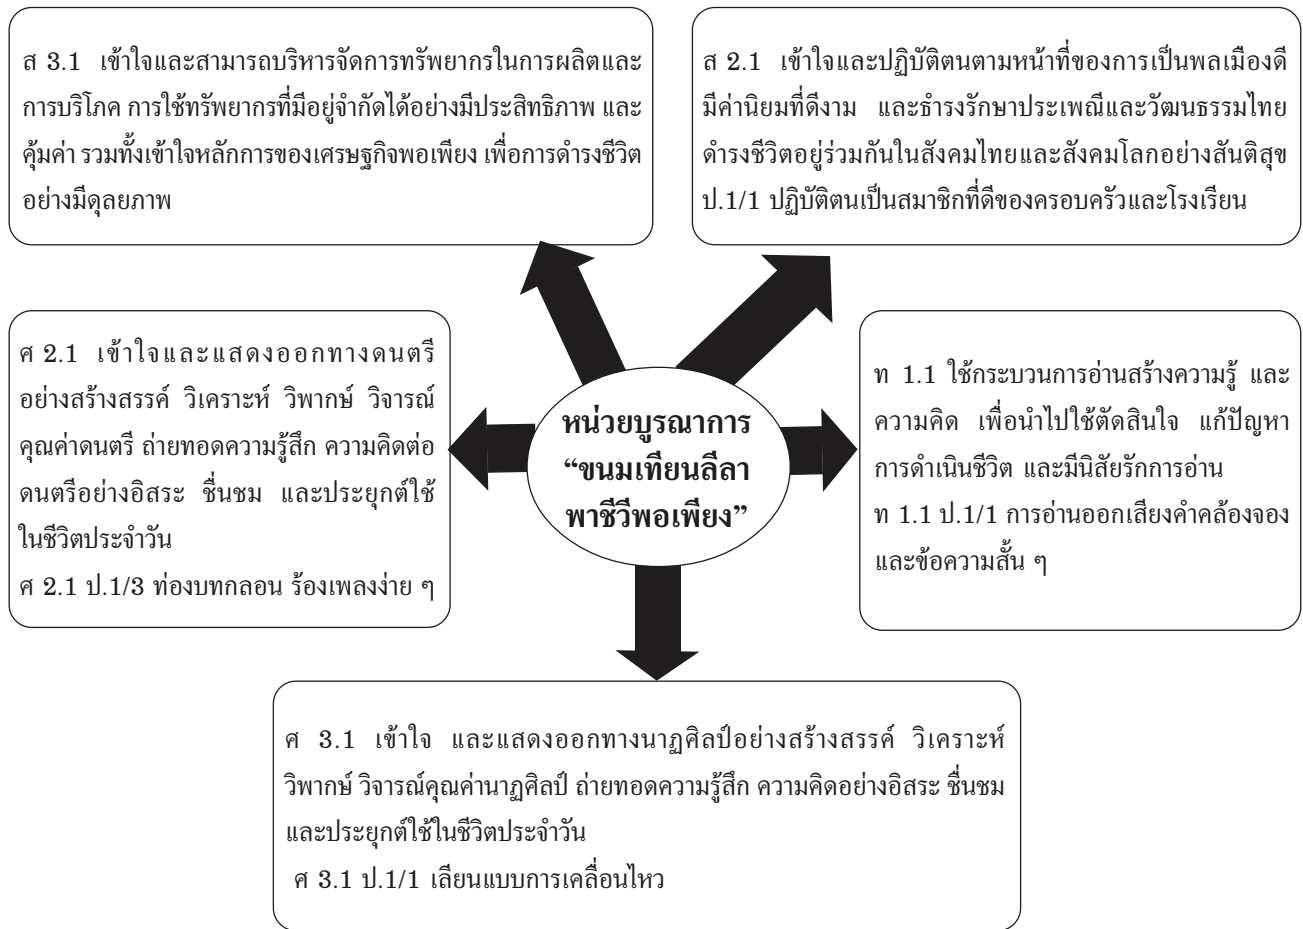 ส 3.1 เข้าใจและสามารถบริหารจัดการทรัพยากรในการผลิตและ
การบริโภค การใช้ทรัพยากรที่มีอยู่จำกัดได้อย่างมีประสิทธิภาพ และ
คุ้มค่า รวมทั้งเข้าใจหลักการของเศรษฐกิจพอเพียง เพื่อการดำรงชีวิต
อย่างมีดุลยภาพ
ส 2.1 เข้าใจและปฏิบัติตนตามหน้าที่ของการเป็นพลเมืองดี
มีค่านิยมที่ดีงาม และธำรงรักษาประเพณีและวัฒนธรรมไทย
ดำรงชีวิตอยู่ร่วมกันในสังคมไทยและสังคมโลกอย่างสันติสุข
ป.1/1 ปฏิบัติตนเป็นสมาชิกที่ดีของครอบครัวและโรงเรียน
ศ 2.1 เข้าใจและแสดงออกทางดนตรี
อย่างสร้างสรรค์ วิเคราะห์ วิพากษ์ วิจารณ์
คุณค่าดนตรี ถ่ายทอดความรู้สึก ความคิดต่อ
ดนตรีอย่างอิสระ ชื่นชม และประยุกต์ใช้
ในชีวิตประจำวัน
ศ 2.1 ป.1/3 ท่องบทกลอน ร้องเพลงง่าย ๆ
หน่วยบูรณาการ
“ขนมเทียนลีลา
พาชีวีพอเพียง”
ท 1.1 ใช้กระบวนการอ่านสร้างความรู้ และ
ความคิด เพื่อนำไปใช้ตัดสินใจ แก้ปัญหา
การดำเนินชีวิต และมีนิสัยรักการอ่าน
ท 1.1 ป.1/1 การอ่านออกเสียงคำคล้องจอง
และข้อความสั้น ๆ
ศ 3.1 เข้าใจ และแสดงออกทางนาฏศิลป์อย่างสร้างสรรค์ วิเคราะห์
วิพากษ์ วิจารณ์คุณค่านาฏศิลป์ ถ่ายทอดความรู้สึก ความคิดอย่างอิสระ ชื่นชม
และประยุกต์ใช้ในชีวิตประจำวัน
ศ 3.1 ป.1/1 เลียนแบบการเคลื่อนไหว